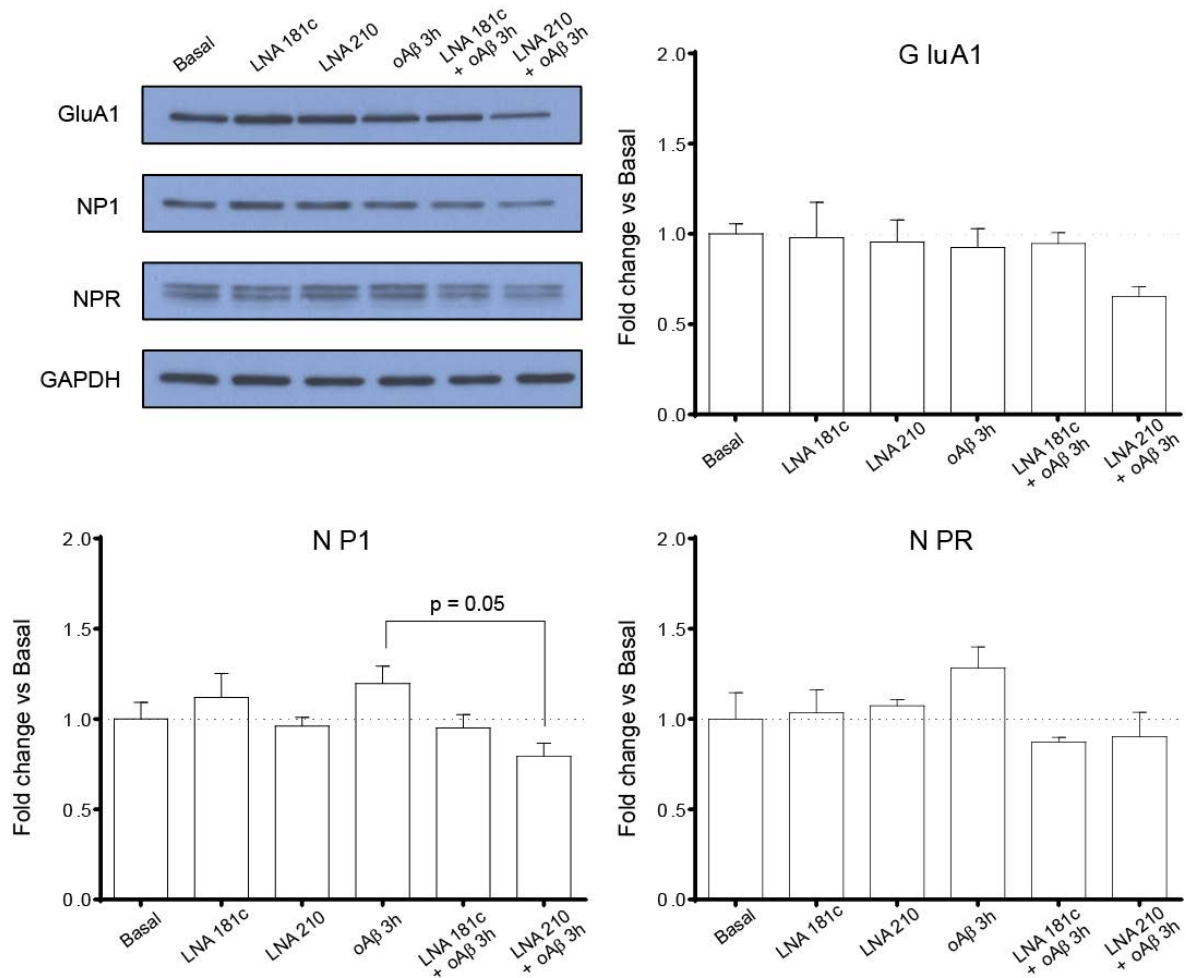 Basal
LNA 181c
LNA 210
oAβ 3h
LNA 181c
+ oAβ 3h
LNA 210
+ oAβ 3h
GluA1
NP1
NPR
GAPDH
G luA1
Fold change vs Basal
2.0
1.5
1.0
0.5
0.0
Basal
LNA 181c
LNA 210
oAβ 3h
LNA 181c
+ oAβ 3h
LNA 210
+ oAβ 3h
N P1
Fold change vs Basal
2.0
1.5
1.0
0.5
0.0
p = 0.05
Basal
LNA 181c
LNA 210
oAβ 3h
LNA 181c
+ oAβ 3h
LNA 210
+ oAβ 3h
N PR
Fold change vs Basal
2.0
1.5
1.0
0.5
0.0
Basal
LNA 181c
LNA 210
oAβ 3h
LNA 181c
+ oAβ 3h
LNA 210
+ oAβ 3h